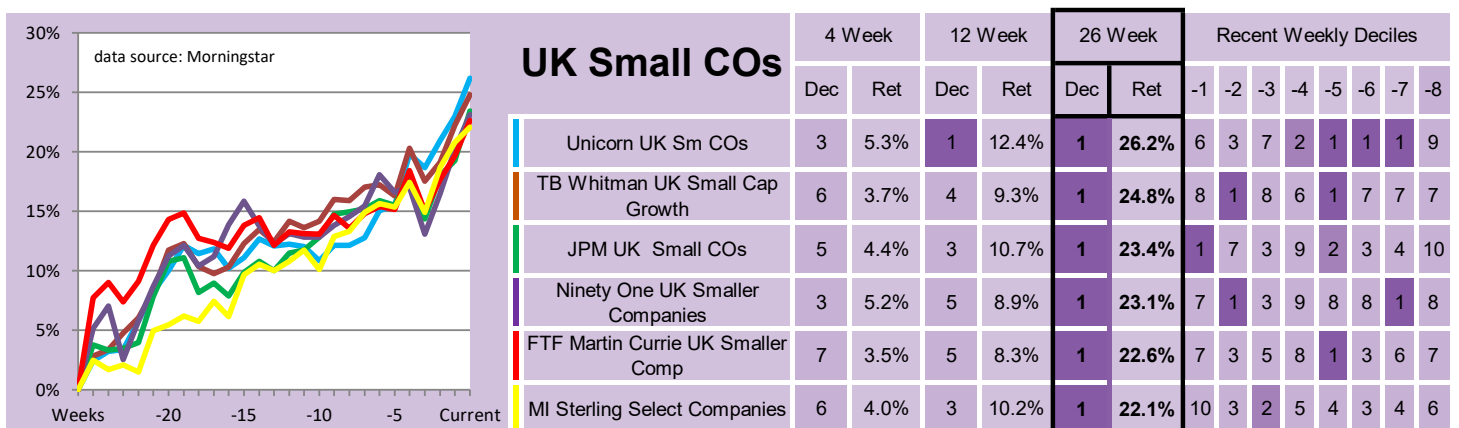 30%
25%
20%
15%
10%
5%
0%
data source: Morningstar
Weeks -20 -15 -10 -5 Current
UK Small COs
4 Week 12 Week 26 Week Recent Weekly Deciles
Dec Ret Dec Ret Dec Ret -1 -2 -3 -4 -5 -6 -7 -8
Unicorn UK Sm COs 3 5.3% 1 12.4% 1 26.2% 6 3 7 2 1 1 1 9
TB Whitman UK Small Cap
Growth 6 3.7% 4 9.3% 1 24.8% 8 1 8 6 1 7 7 7
JPM UK Small COs 5 4.4% 3 10.7% 1 23.4% 1 7 3 9 2 3 4 10
Ninety One UK Smaller
Companies 3 5.2% 5 8.9% 1 23.1% 7 1 3 9 8 8 1 8
FTF Martin Currie UK Smaller
Comp 7 3.5% 5 8.3% 1 22.6% 7 3 5 8 1 3 6 7
MI Sterling Select Companies 6 4.0% 3 10.2% 1 22.1% 10 3 2 5 4 3 4 6